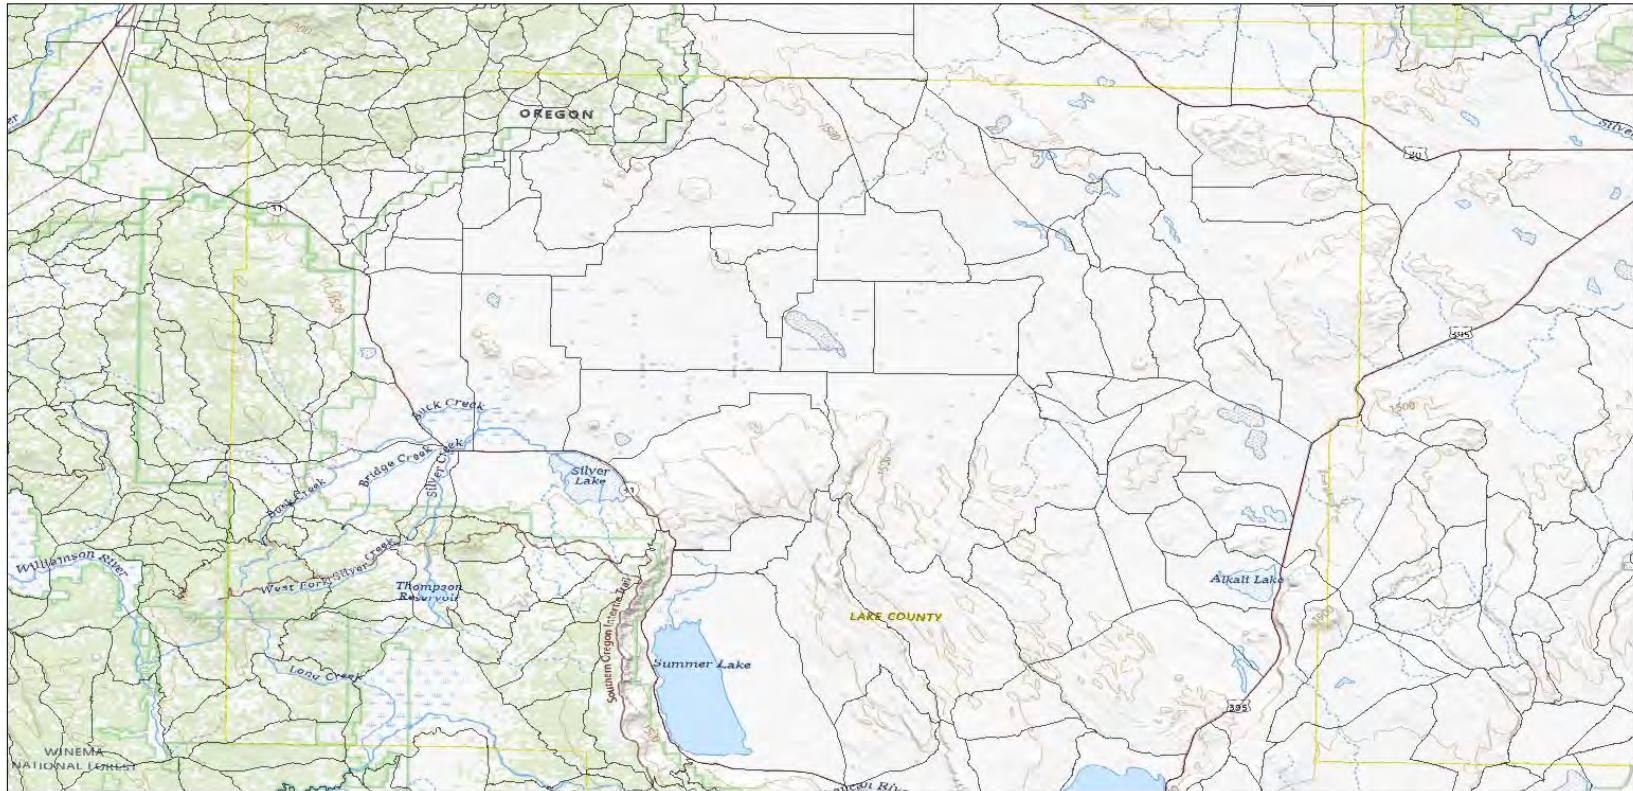 OREGON
31
20
395
1500
Buck Creek
Bridge Creek
Silver Creek
Silver
Lake
31
Buck Creek
Williamson River
West Fork Silver Creek
Thompson
Reservoir
Alkali Lake
LAKE COUNTY
Southern Oregon Intertie Trail
Summer Lake
Long Creek
395
WINEMA
NATIONAL FOREST